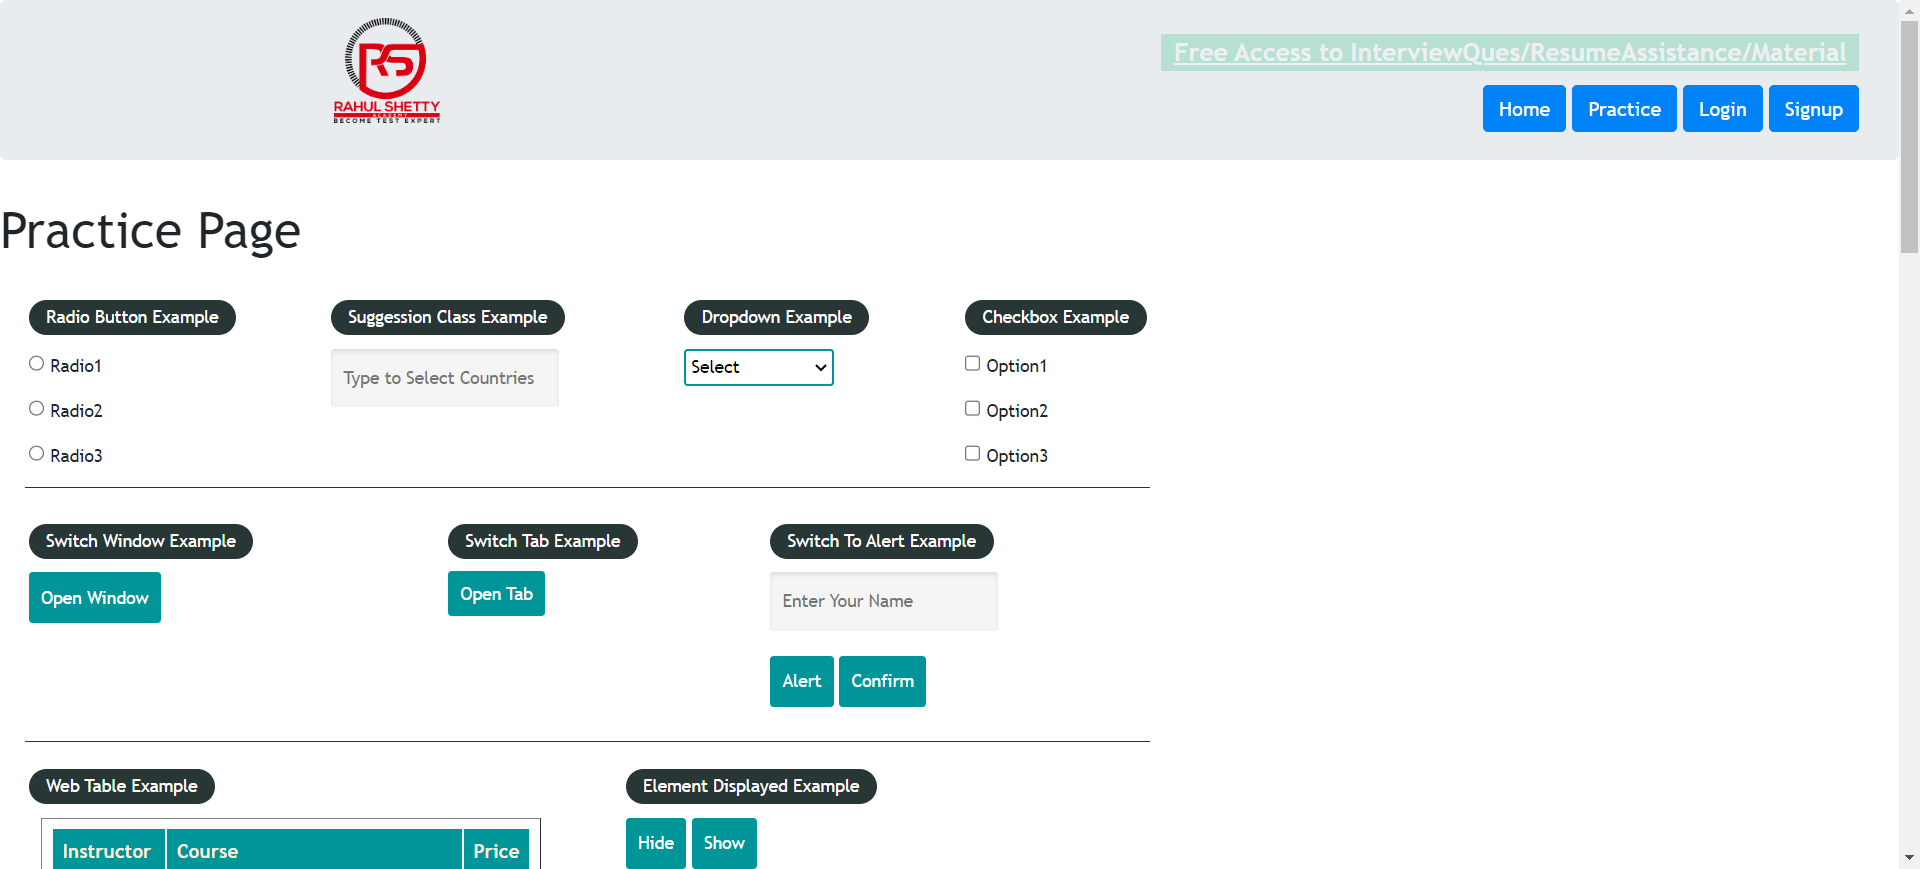 RAHUL SHETTY
ACADEMY
BECOME TEST EXPERT
Free Access to InterviewQues/ResumeAssistance/Material
Home Practice Login Signup
Practice Page
Radio Button Example
Radio1
Radio2
Radio3
Suggession Class Example
Type to Select Countries
Dropdown Example
Select
Checkbox Example
Option1
Option2
Option3
Switch Window Example
Open Window
Switch Tab Example
Open Tab
Switch To Alert Example
Enter Your Name
Alert Confirm
Web Table Example
Instructor Course Price
Element Displayed Example
Hide Show